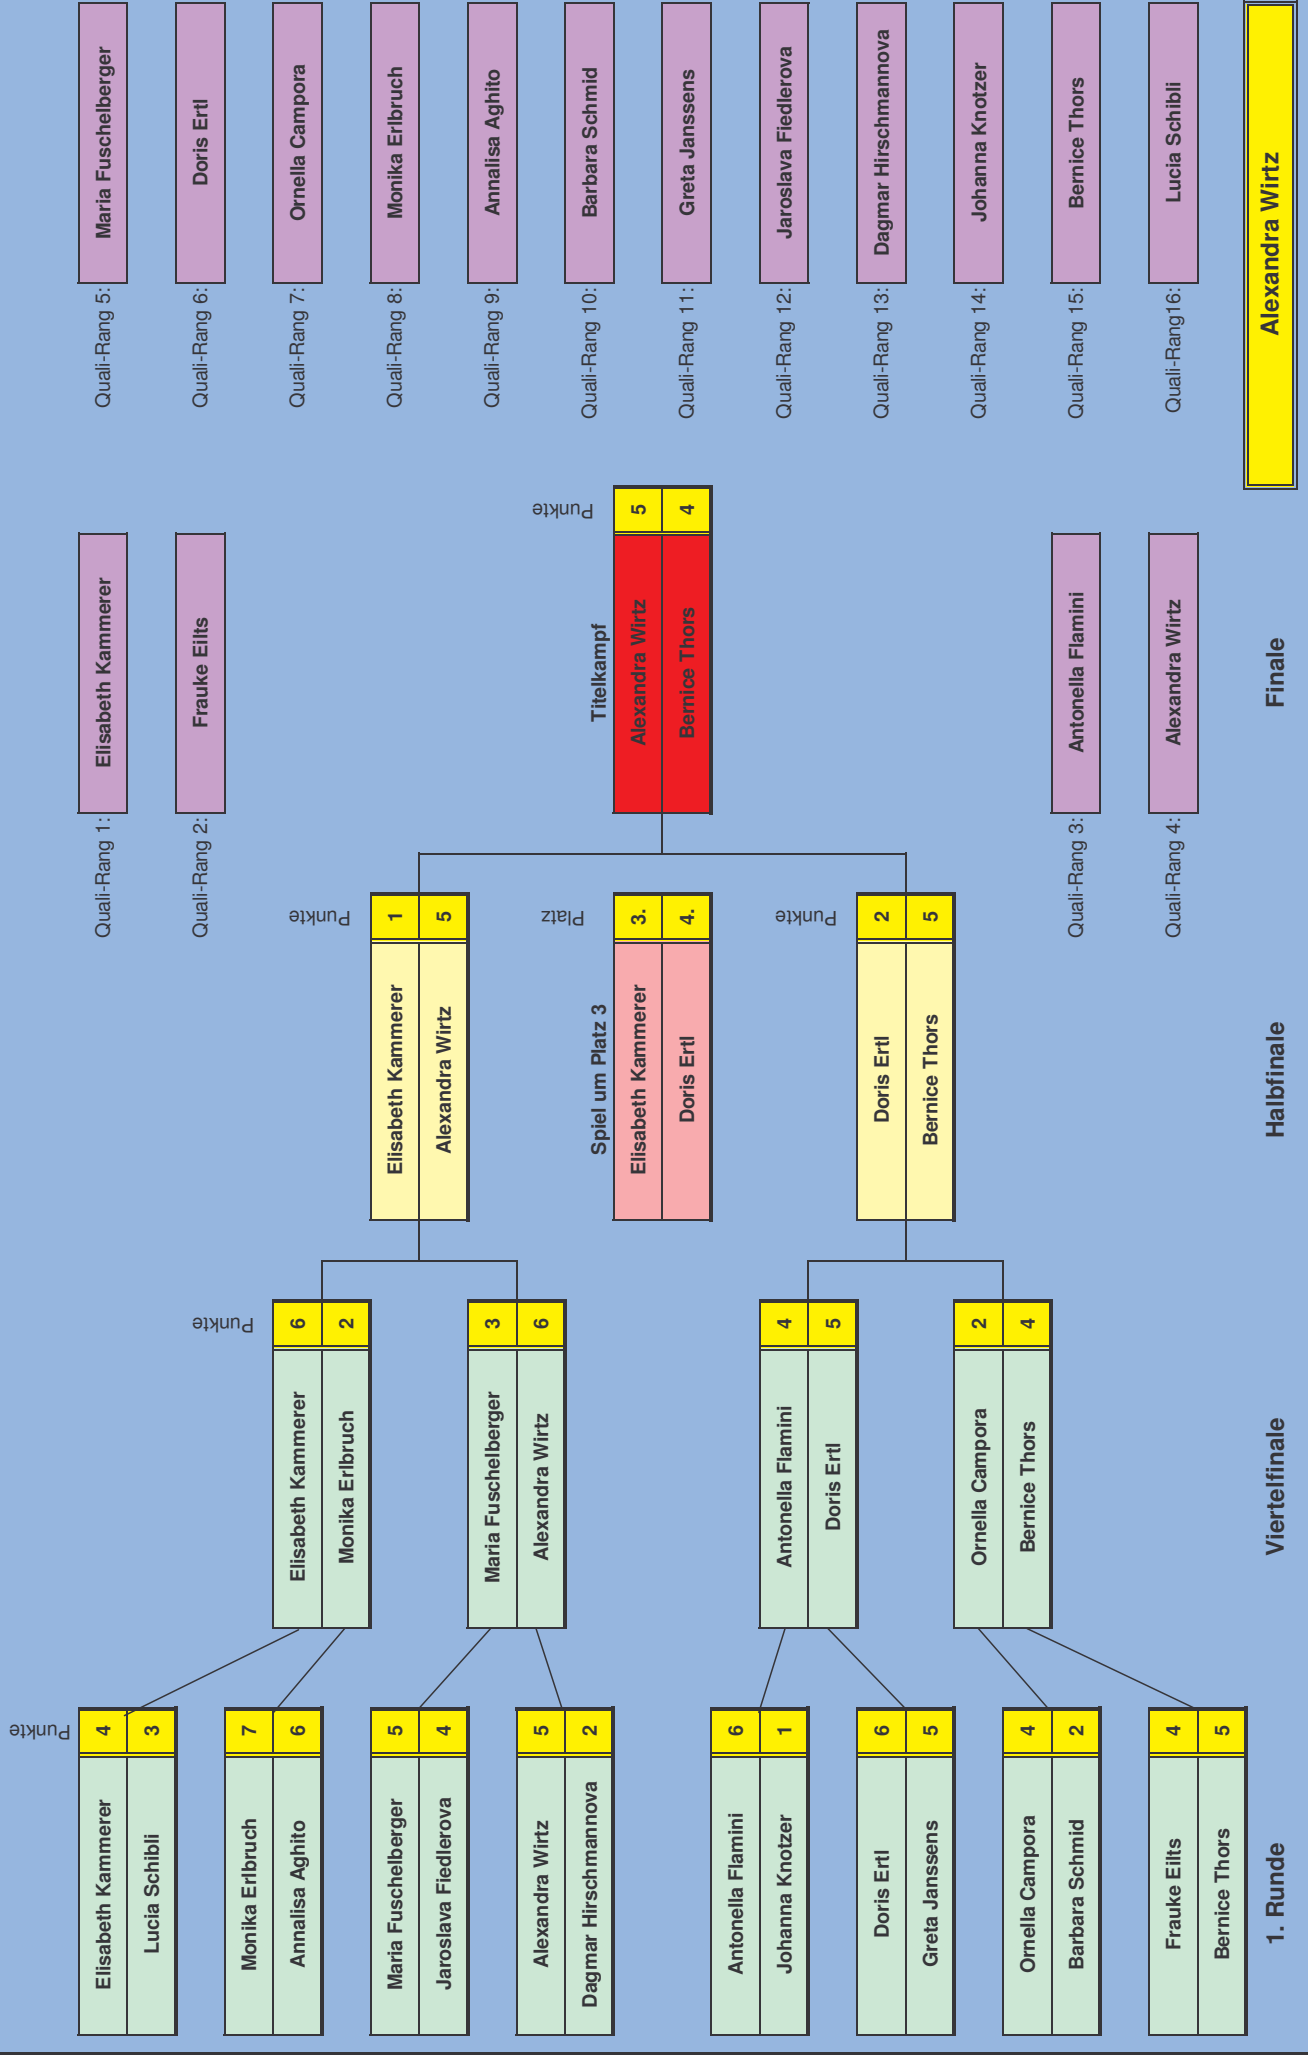 Punkte
Elisabeth Kammerer 4
Lucia Schibli 3
Monika Erlbruch 7
Annalisa Aghito 6
Maria Fuschelberger 5
Jaroslava Fiedlerova 4
Alexandra Wirtz 5
Dagmar Hirschmannova 2
Antonella Flamini 6
Johanna Knotzer 1
Doris Ertl 6
Greta Janssens 5
Ornella Campora 4
Barbara Schmid 2
Frauke Eilts 4
Bernice Thors 5
1. Runde
Punkte
Elisabeth Kammerer 6
Monika Erlbruch 2
Maria Fuschelberger 3
Alexandra Wirtz 6
Antonella Flamini 4
Doris Ertl 5
Ornella Campora 2
Bernice Thors 4
Viertelfinale
Punkte
Elisabeth Kammerer 1
Alexandra Wirtz 5
Platz
Spiel um Platz 3
Elisabeth Kammerer 3.
Doris Ertl 4.
Punkte
Doris Ertl 2
Bernice Thors 5
Halbfinale
Quali-Rang 1: Elisabeth Kammerer
Quali-Rang 2: Frauke Eilts
Punkte
Titelkampf
Alexandra Wirtz 5
Bernice Thors 4
Quali-Rang 3: Antonella Flamini
Quali-Rang 4: Alexandra Wirtz
Finale
Quali-Rang 5: Maria Fuschelberger
Quali-Rang 6: Doris Ertl
Quali-Rang 7: Ornella Campora
Quali-Rang 8: Monika Erlbruch
Quali-Rang 9: Annalisa Aghito
Quali-Rang 10: Barbara Schmid
Quali-Rang 11: Greta Janssens
Quali-Rang 12: Jaroslava Fiedlerova
Quali-Rang 13: Dagmar Hirschmannova
Quali-Rang 14: Johanna Knotzer
Quali-Rang 15: Bernice Thors
Quali-Rang16: Lucia Schibli
Alexandra Wirtz